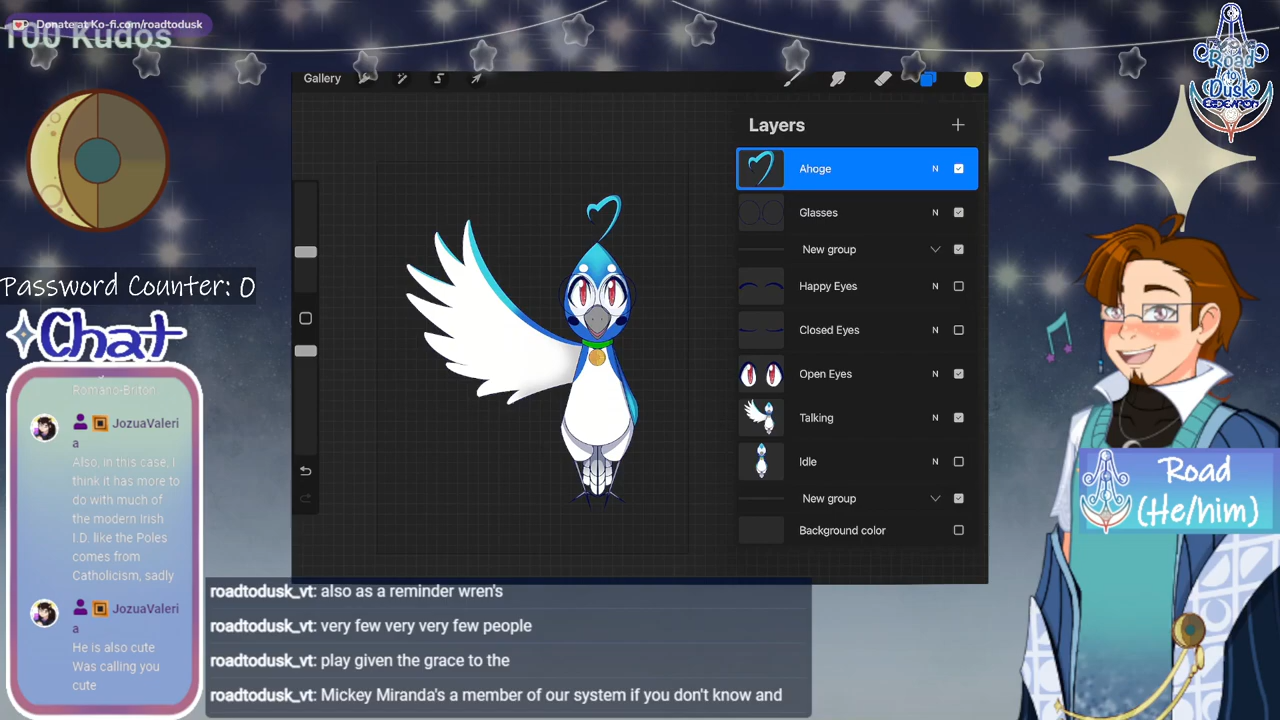 Donate at Ko-fi.com/roadtodusk
100 Kudos
Road
to
Dusk
Gallery
Layers
Ahoge
N
Glasses
N
New group
Happy Eyes
N
Closed Eyes
N
Open Eyes
N
Talking
N
Idle
N
New group
Background color
Password Counter: 0
Chat
Romano-Briton
JozuaValeri
a
Also, in this case, I
think it has more to
do with much of
the modern Irish
I.D. like the Poles
comes from
Catholicism, sadly
JozuaValeri
a
He is also cute
Was calling you
cute
roadtodusk_vt: also as a reminder wren's
roadtodusk_vt: very few very very few people
roadtodusk_vt: play given the grace to the
roadtodusk_vt: Mickey Miranda's a member of our system if you don't know and
Road
(He/him)